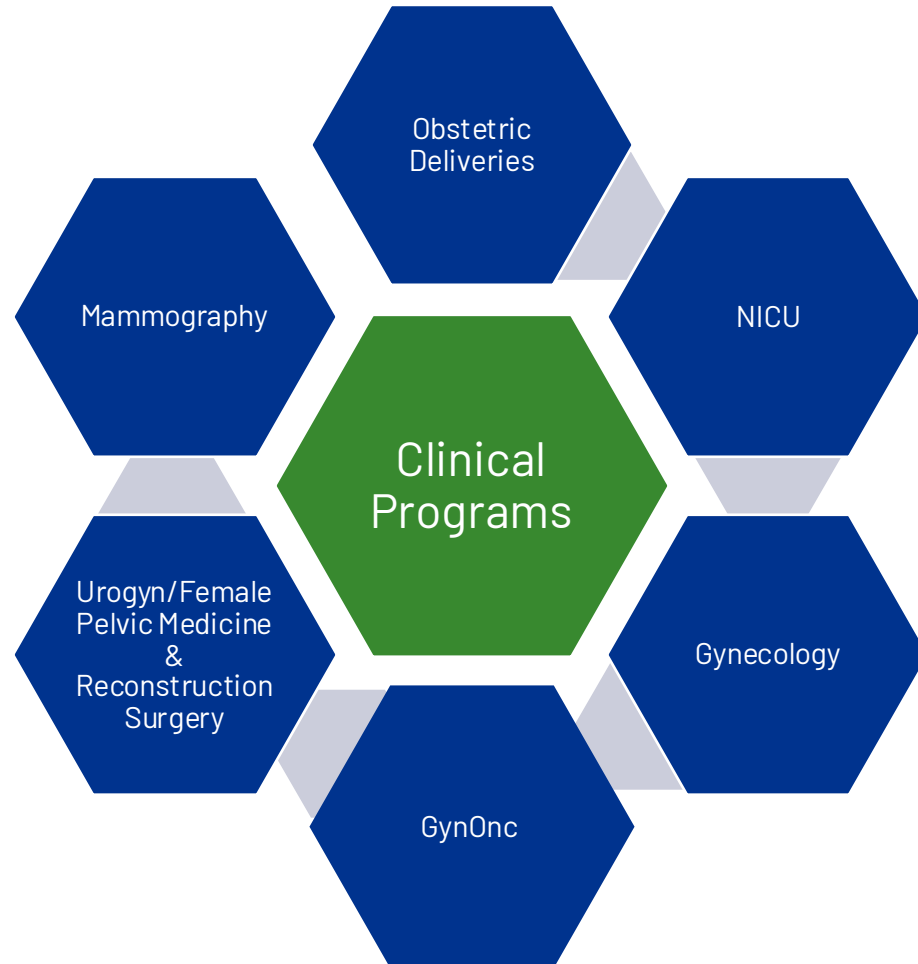 Obstetric
Deliveries
Mammography
NICU
Clinical
Programs
Urogyn/Female
Pelvic Medicine
&
Reconstruction
Surgery
Gynecology
GynOnc